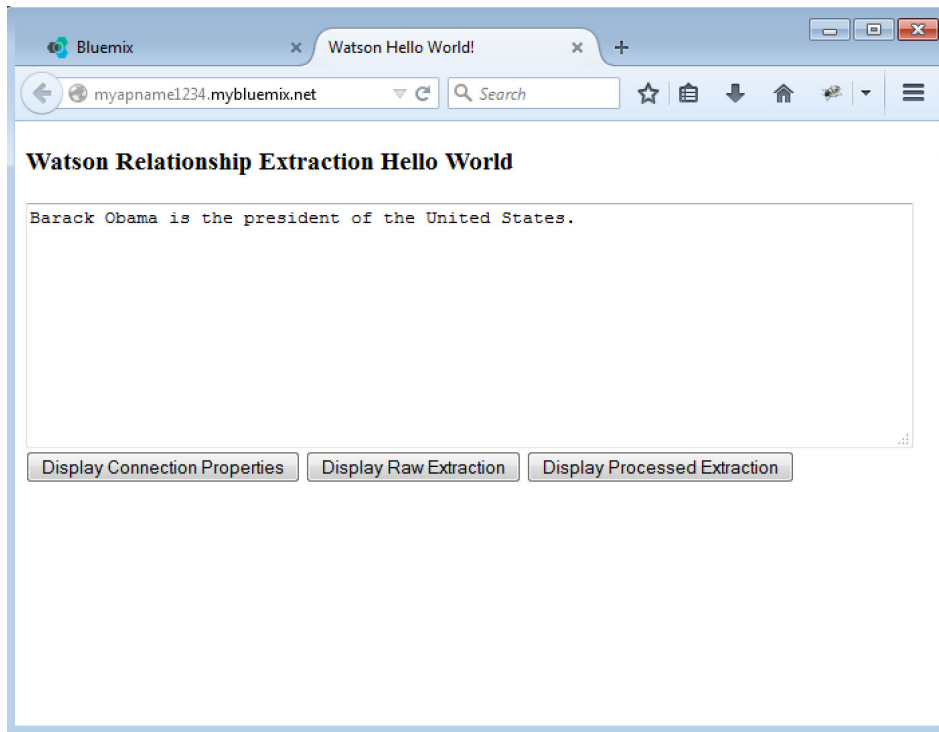 Bluemix
Watson Hello World!
myapname1234.mybluemix.net
Search
Watson Relationship Extraction Hello World
Barack Obama is the president of the United States.
Display Connection Properties Display Raw Extraction Display Processed Extraction